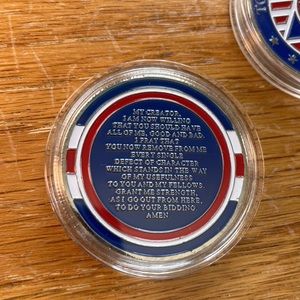 MY CREATOR,
I AM NOW WILLING
THAT YOU SHOULD HAVE
ALL OF ME, GOOD AND BAD.
I PRAY THAT
YOU NOW REMOVE FROM ME
EVERY SINGLE
DEFECT OF CHARACTER
WHICH STANDS IN THE WAY
OF MY USEFULNESS
TO YOU AND MY FELLOWS.
GRANT ME STRENGTH,
AS I GO OUT FROM HERE,
TO DO YOUR BIDDING
AMEN
TO